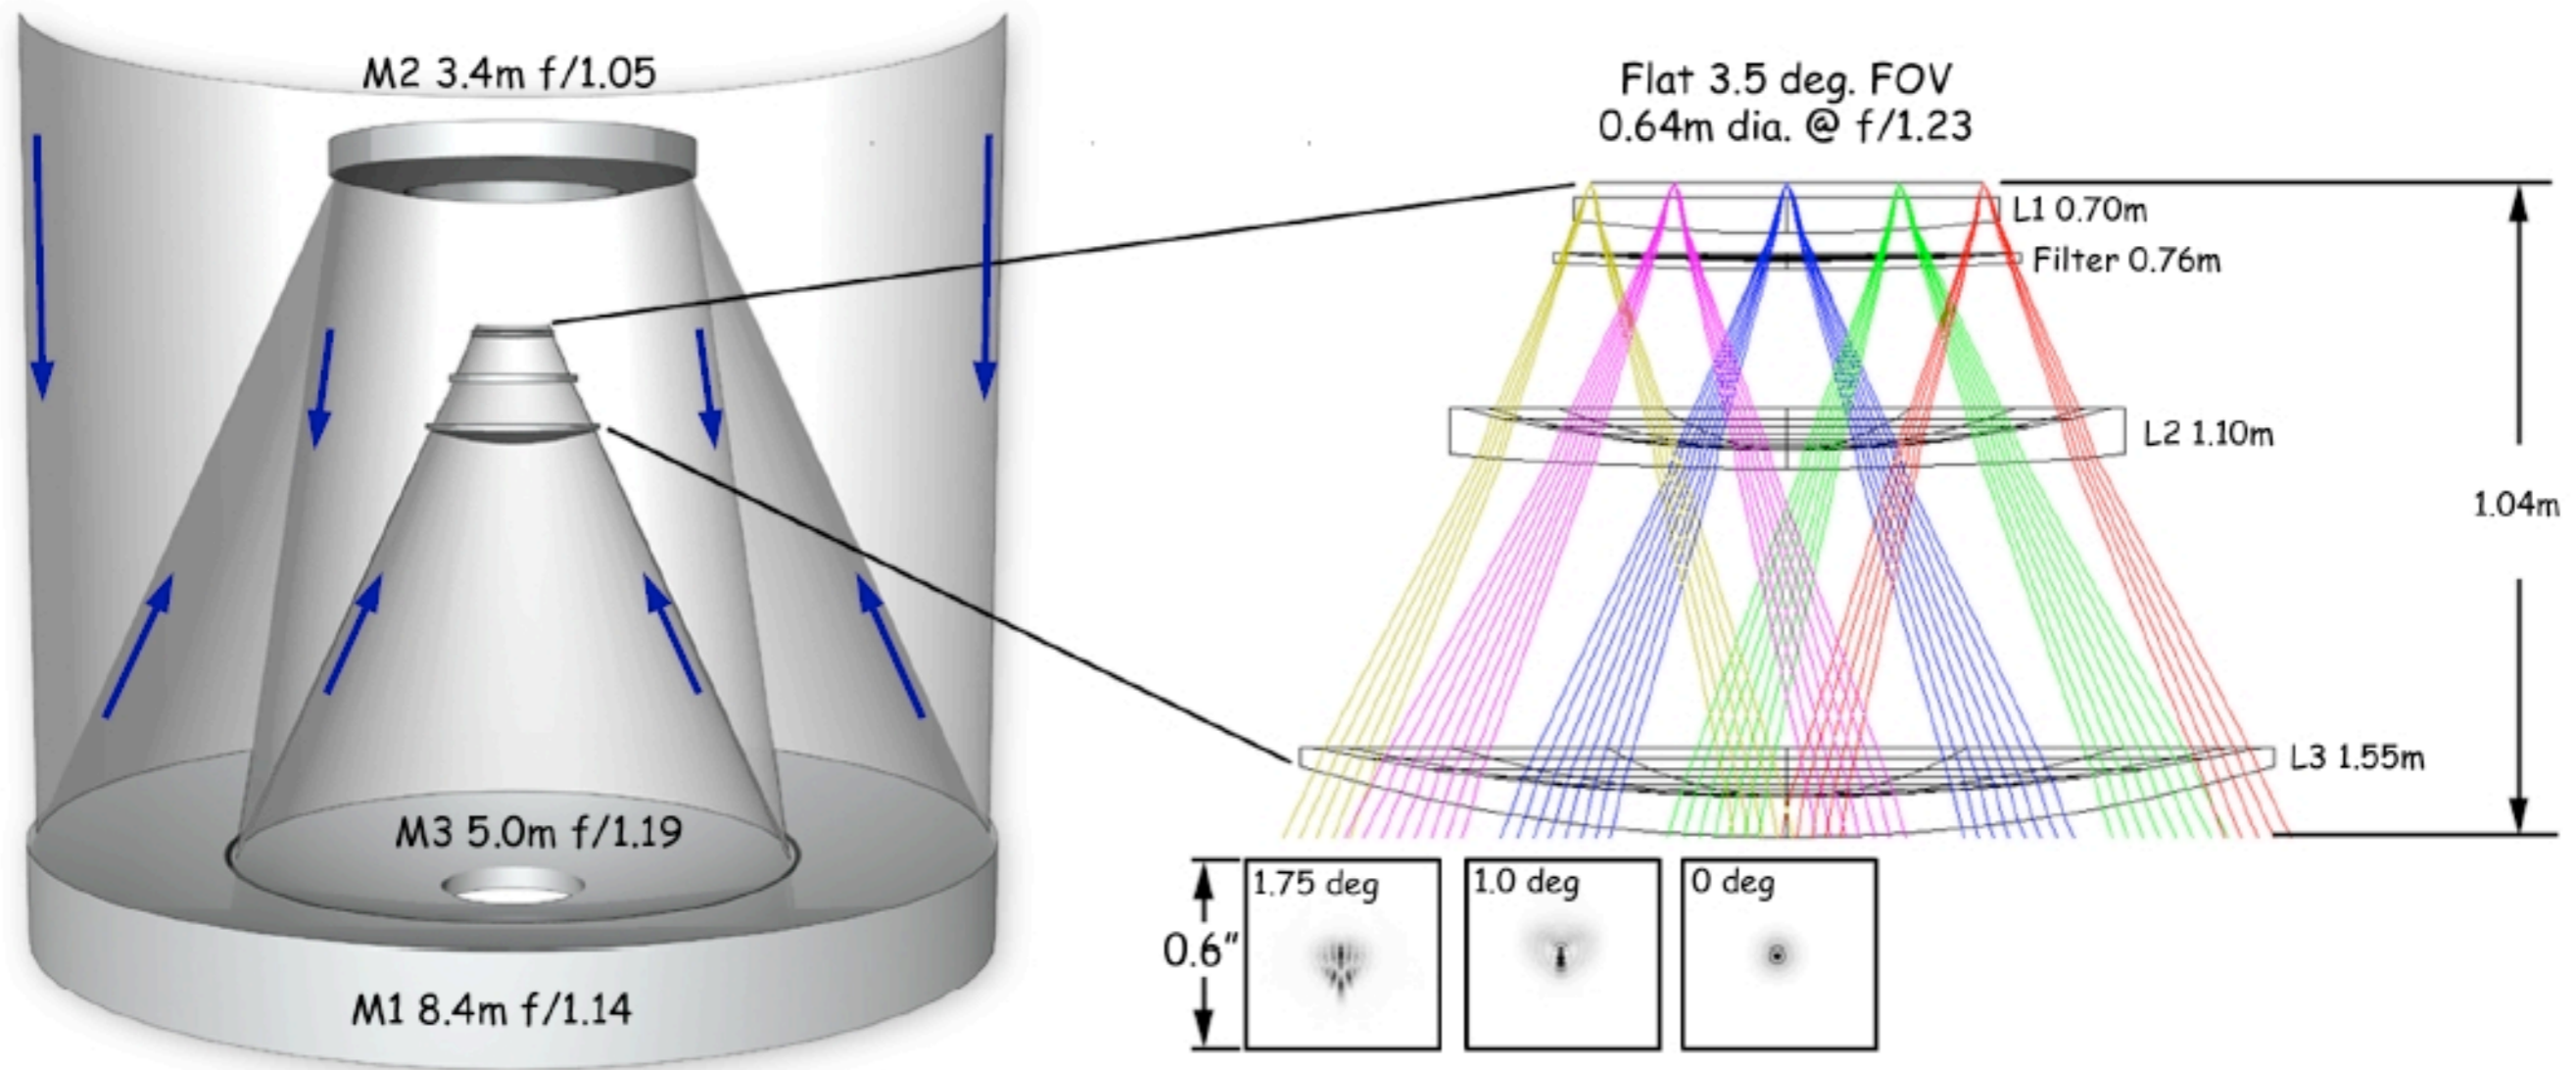 M2 3.4m f/1.05
M3 5.0m f/1.19
M1 8.4m f/1.14
Flat 3.5 deg. FOV
0.64m dia. @ f/1.23
L1 0.70m
Filter 0.76m
L2 1.10m
1.04m
L3 1.55m
0.6"
1.75 deg
1.0 deg
0 deg